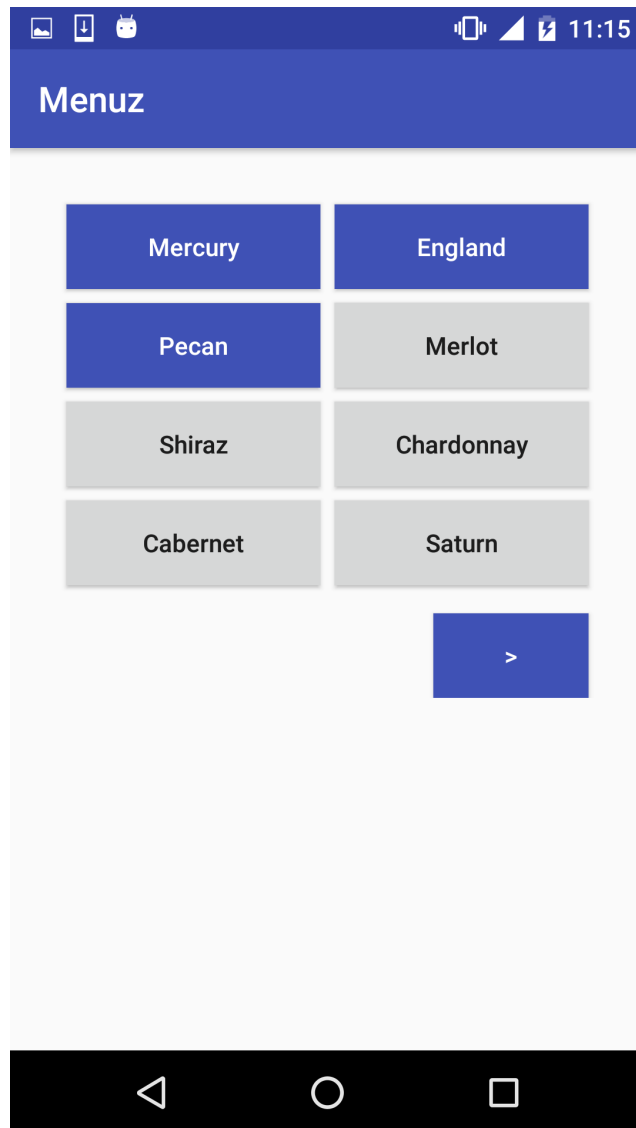 11:15
Menuz
Mercury England
Pecan Merlot
Shiraz Chardonnay
Cabernet Saturn
>